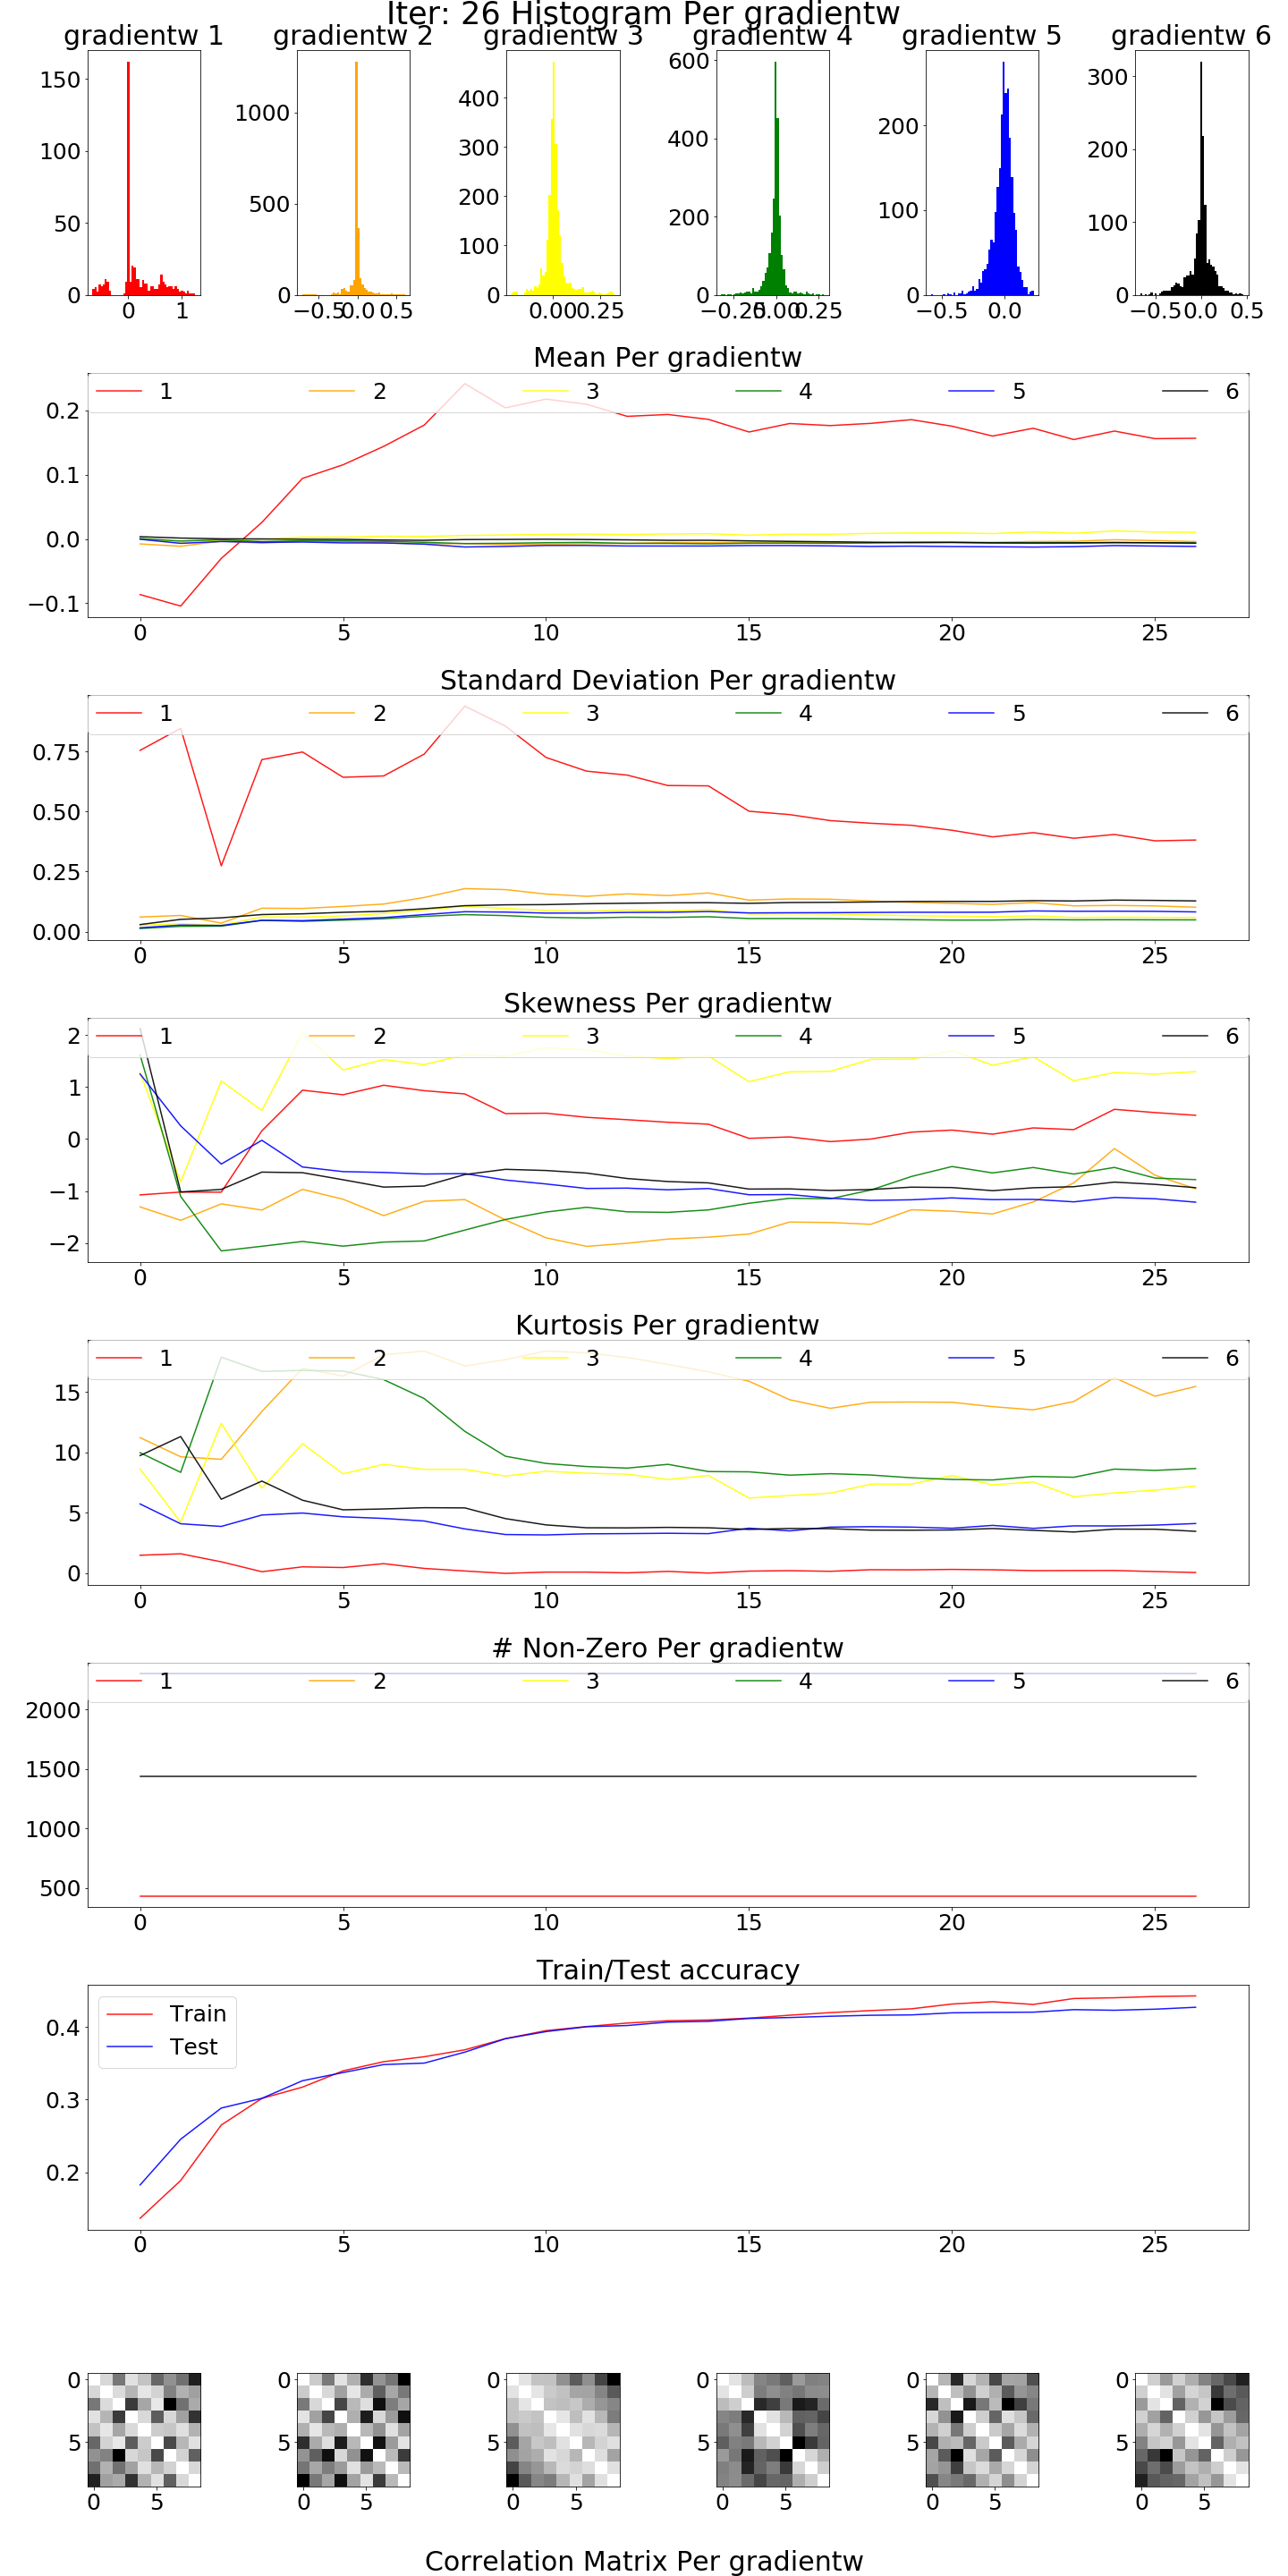 Iter: 26 Histogram Per gradientw
gradientw 1 gradientw 2 gradientw 3 gradientw 4 gradientw 5 gradientw 6
150
100
50
0
0 1
1000
500
0
−0.5 0.0 0.5
400
300
200
100
0
0.00 0.25
600
400
200
0
−0.25 0.00 0.25
200
100
0
−0.5 0.0
300
200
100
0
−0.5 0.0 0.5
Mean Per gradientw
1 2 3 4 5 6
0.2
0.1
0.0
−0.1
0 5 10 15 20 25
Standard Deviation Per gradientw
1 2 3 4 5 6
0.75
0.50
0.25
0.00
0 5 10 15 20 25
Skewness Per gradientw
1 2 3 4 5 6
2
1
0
−1
−2
0 5 10 15 20 25
Kurtosis Per gradientw
1 2 3 4 5 6
15
10
5
0
0 5 10 15 20 25
# Non-Zero Per gradientw
1 2 3 4 5 6
2000
1500
1000
500
0 5 10 15 20 25
Train/Test accuracy
Train
Test
0.4
0.3
0.2
0 5 10 15 20 25
0 0 0 0 0 0
5 5 5 5 5 5
0 5 0 5 0 5 0 5 0 5 0 5
Correlation Matrix Per gradientw